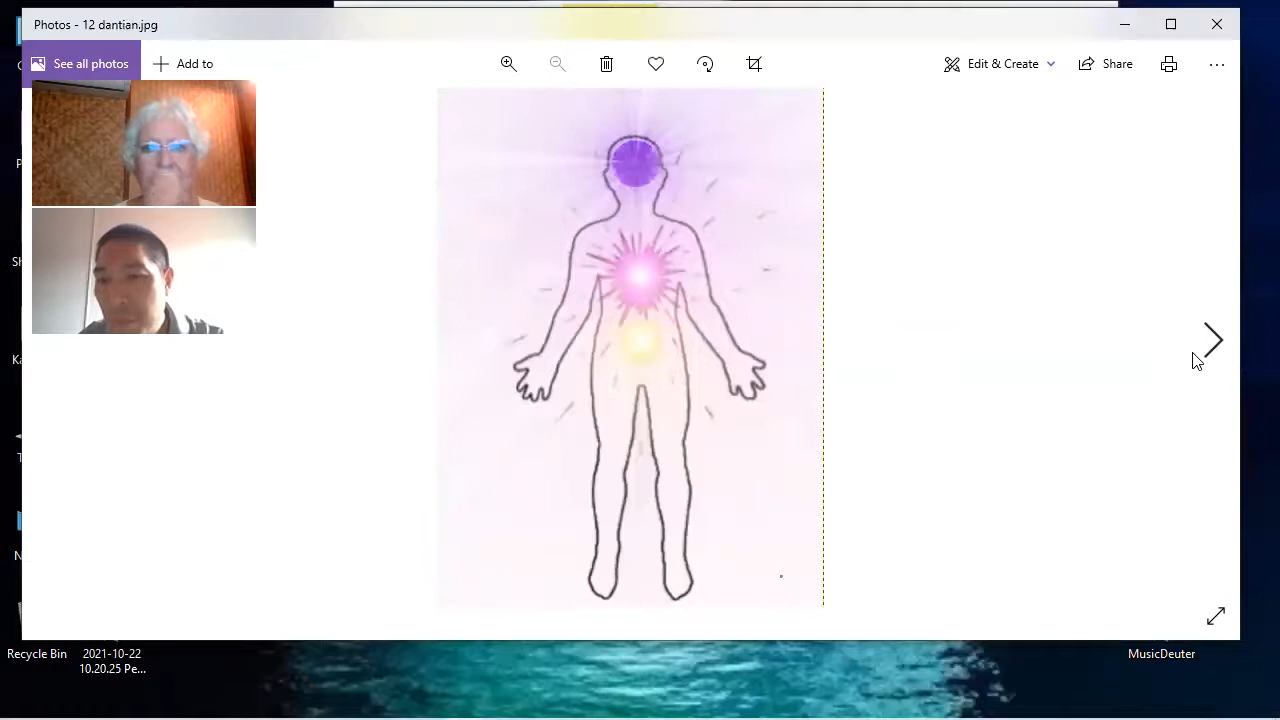 Photos - 12 dantian.jpg
See all photos
Add to
Edit & Create
Share
Recycle Bin
2021-10-22
10.20.25 Pe...
MusicDeuter